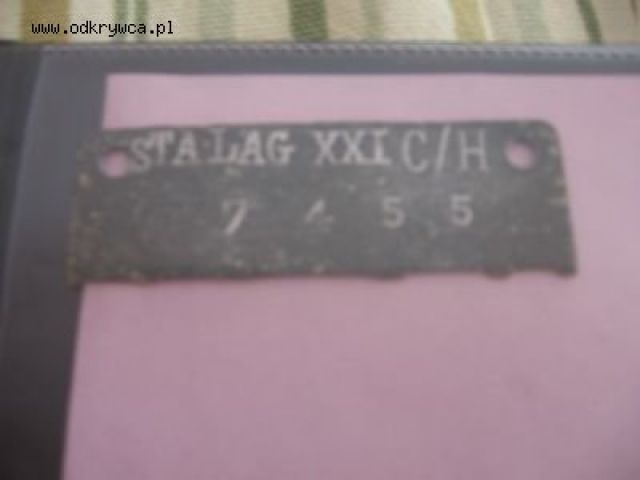 www.odkrywca.pl
STALAG XXI C/H
7 4 5 5